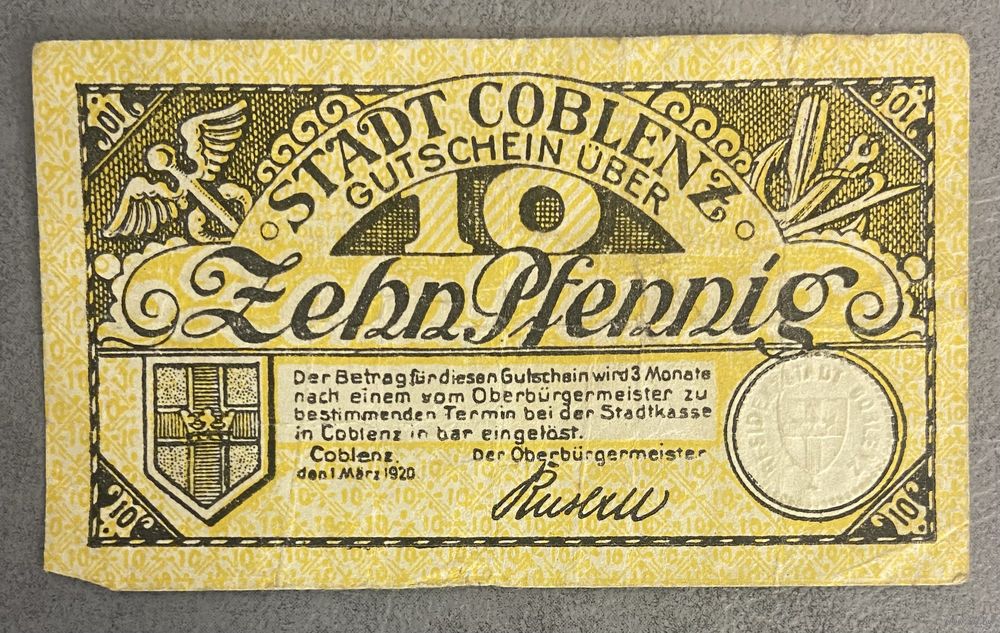 10
10
STADT COBLENZ
GUTSCHEIN ÜBER
10
Zehn Pfennig
Der Betrag für diesen Gutschein wird 3 Monate
nach einem vom Oberbürgermeister zu
bestimmenden Termin bei der Stadtkasse
in Coblenz in bar eingelöst.
Coblenz. Der Oberbürgermeister
den 1 März 1920
10
10